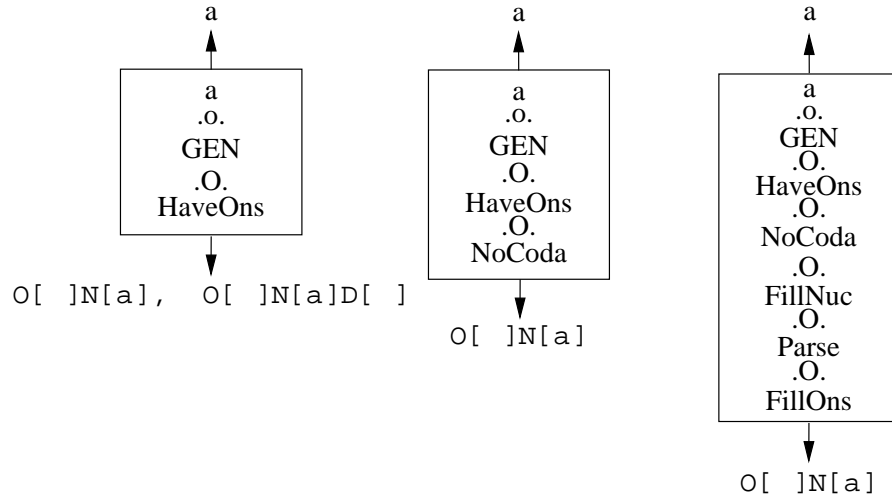 a
a
.o.
GEN
.O.
HaveOns
O[ ]N[a], O[ ]N[a]D[ ]
a
a
.o.
GEN
.O.
HaveOns
.O.
NoCoda
O[ ]N[a]
a
a
.o.
GEN
.O.
HaveOns
.O.
NoCoda
.O.
FillNuc
.O.
Parse
.O.
FillOns
O[ ]N[a]